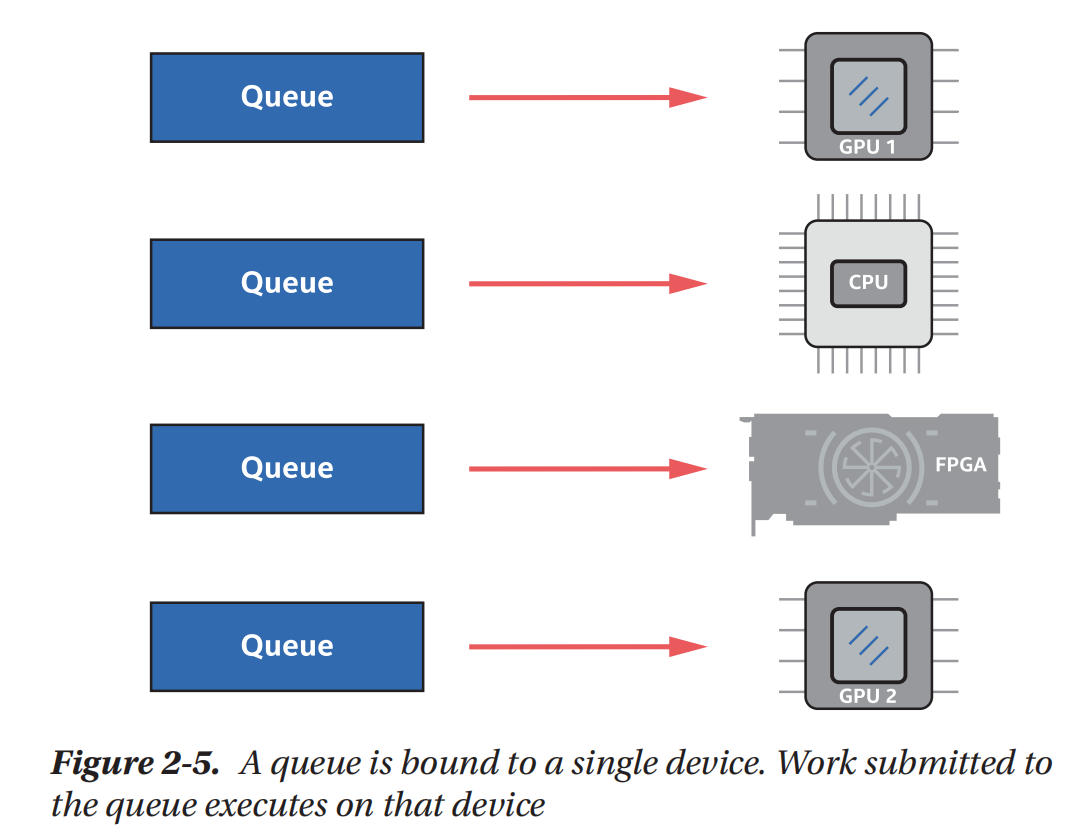 Queue
GPU 1
Queue
CPU
Queue
FPGA
Queue
GPU 2
Figure 2-5. A queue is bound to a single device. Work submitted to
the queue executes on that device